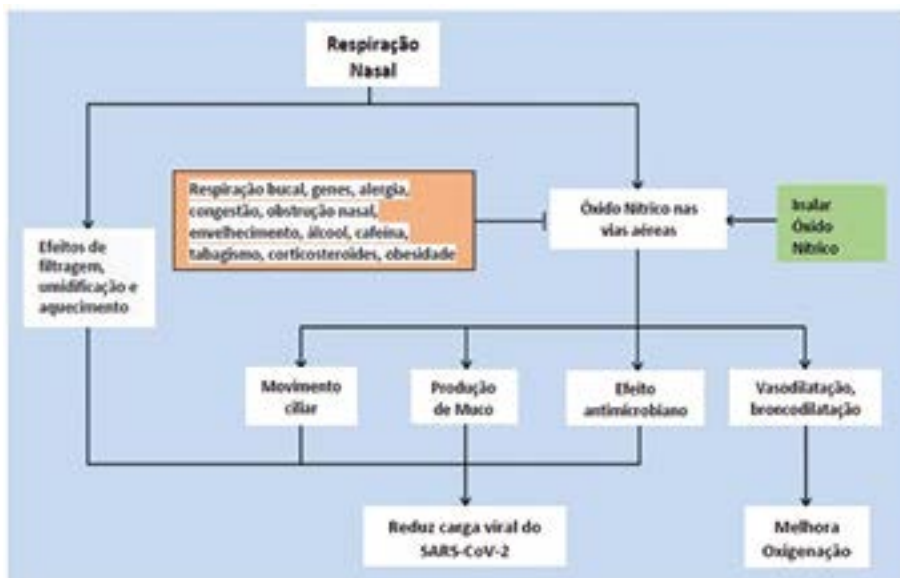 Respiração
Nasal
Respiração bucal, genes, alergia,
congestão, obstrução nasal,
envelhecimento, álcool, cafeína,
tabagismo, corticosteroides, obesidade
Óxido Nítrico nas
vias aéreas
Inalar
Óxido
Nítrico
Efeitos de
filtragem,
umidificação e
aquecimento
Movimento
ciliar
Produção
de Muco
Efeito
antimicrobiano
Vasodilatação,
broncodilatação
Reduz carga viral do
SARS-CoV-2
Melhora
Oxigenação